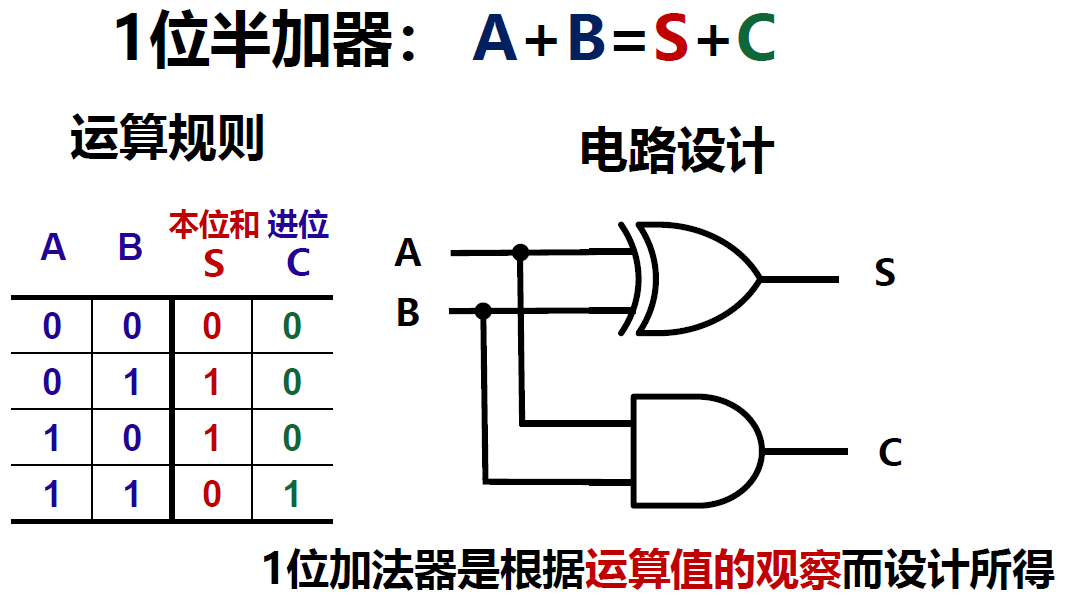 1位半加器： A+B=S+C
运算规则
电路设计
本位和 进位
A B S C
0 0 0 0
0 1 1 0
1 0 1 0
1 1 0 1
A
B
S
C
1位加法器是根据运算值的观察而设计所得